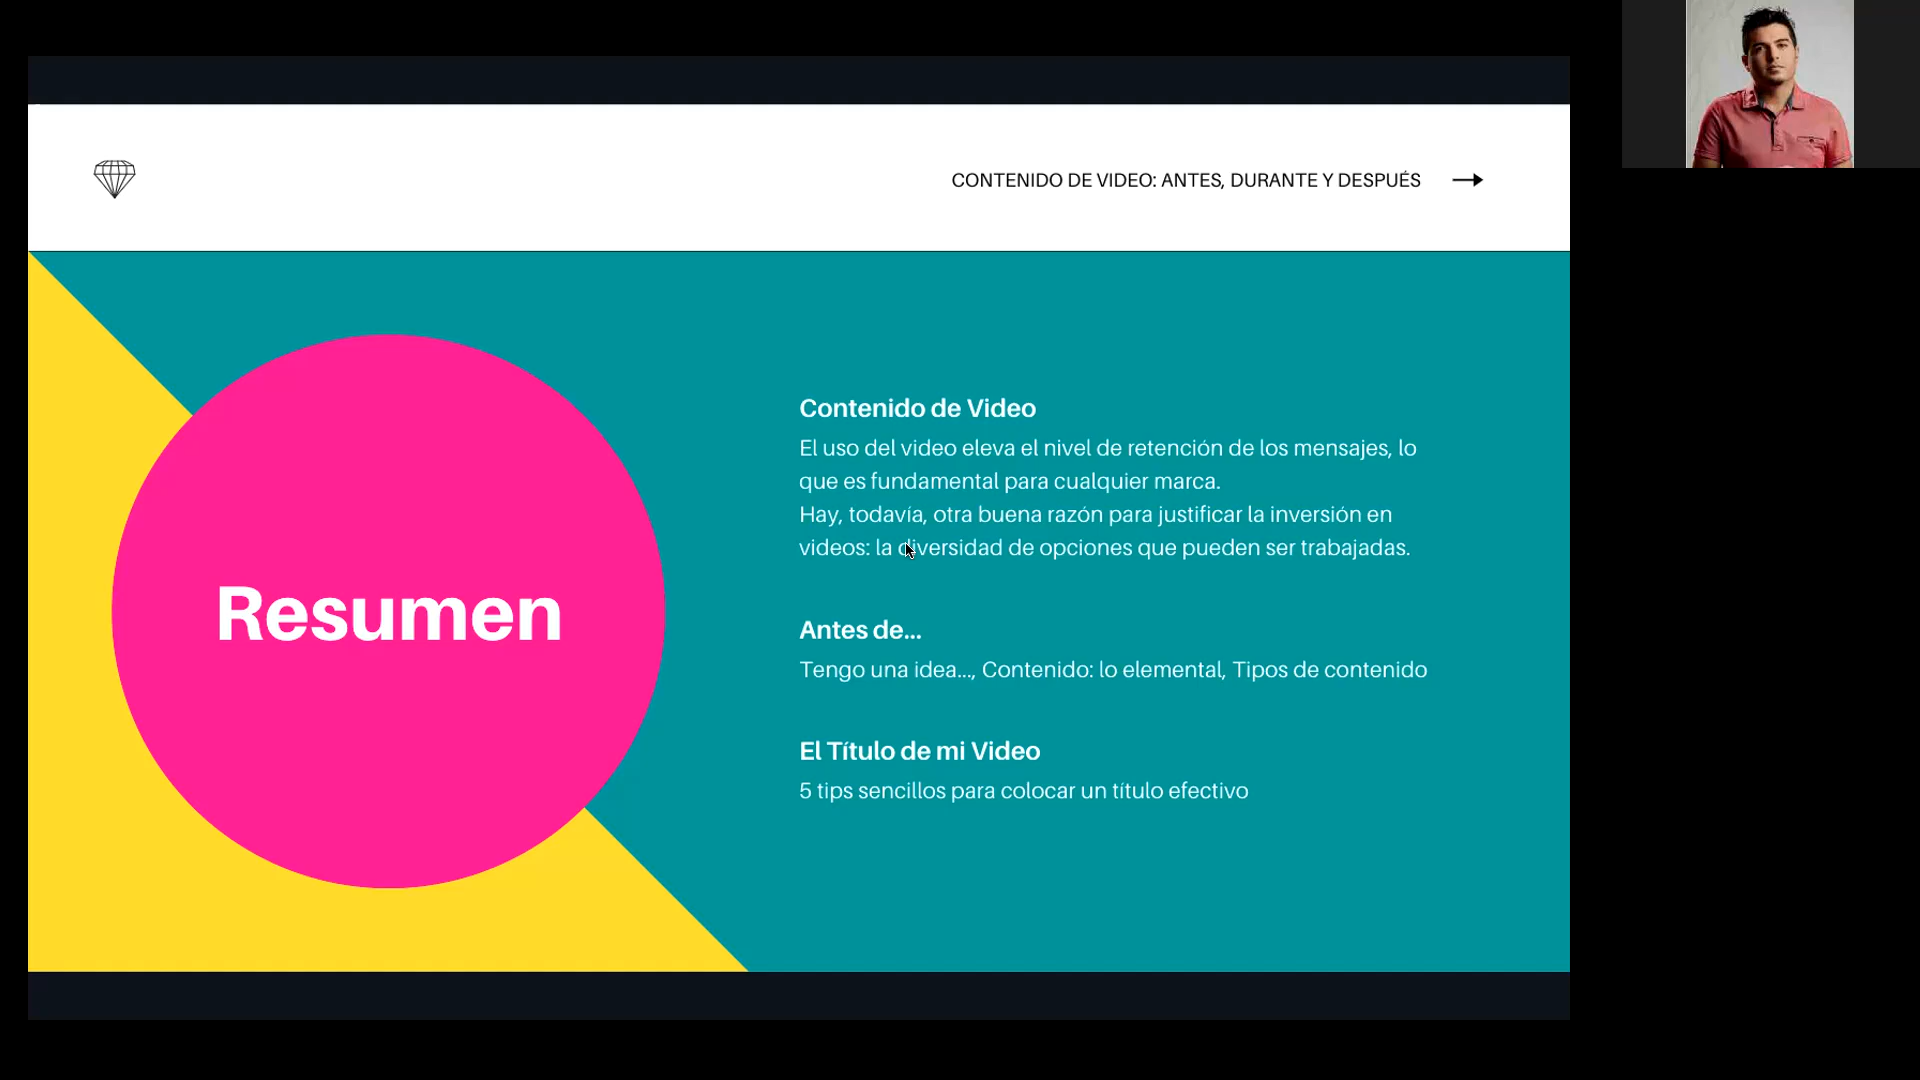 CONTENIDO DE VIDEO: ANTES, DURANTE Y DESPUÉS
Resumen
Contenido de Video
El uso del video eleva el nivel de retención de los mensajes, lo
que es fundamental para cualquier marca.
Hay, todavía, otra buena razón para justificar la inversión en
videos: la diversidad de opciones que pueden ser trabajadas.
Antes de...
Tengo una idea..., Contenido: lo elemental, Tipos de contenido
El Título de mi Video
5 tips sencillos para colocar un título efectivo